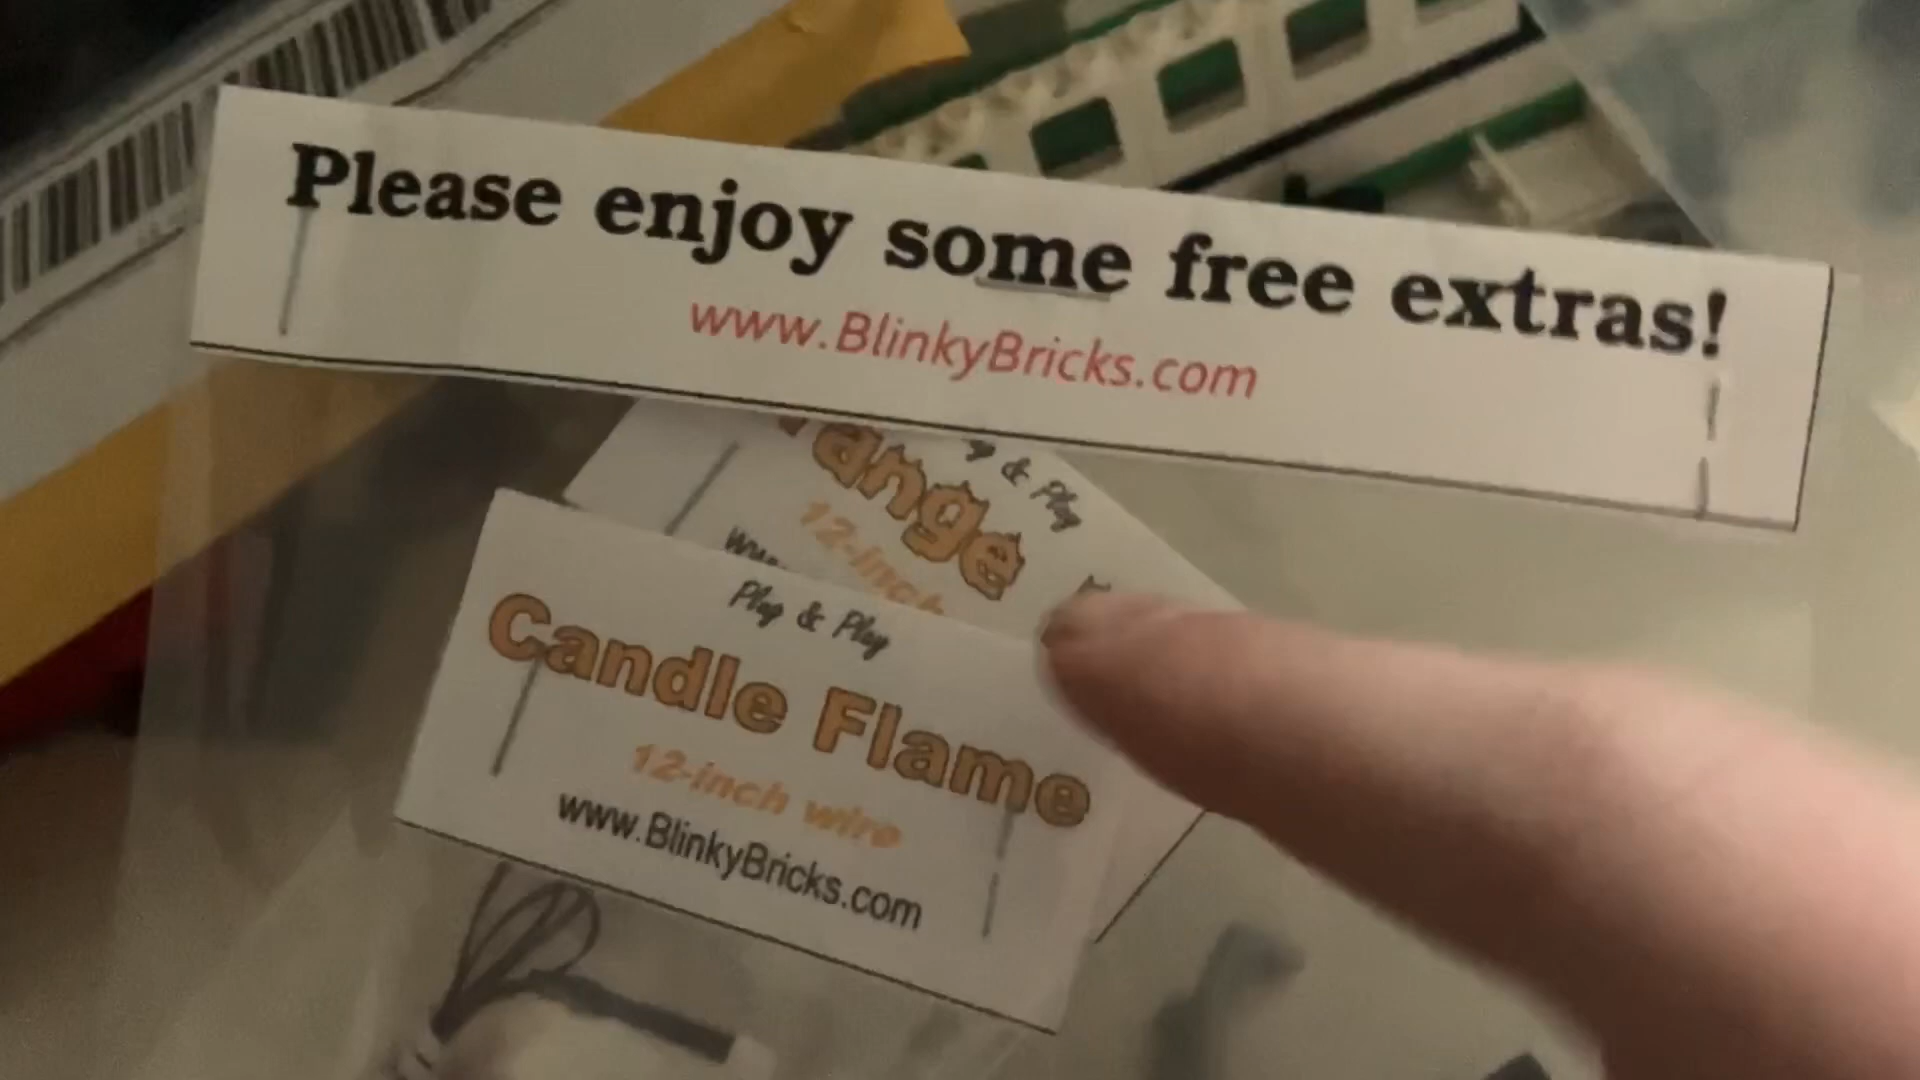 Please enjoy some free extras!
www.BlinkyBricks.com
& Play
12-inch
Plug & Play
Candle Flame
12-inch wire
www.BlinkyBricks.com